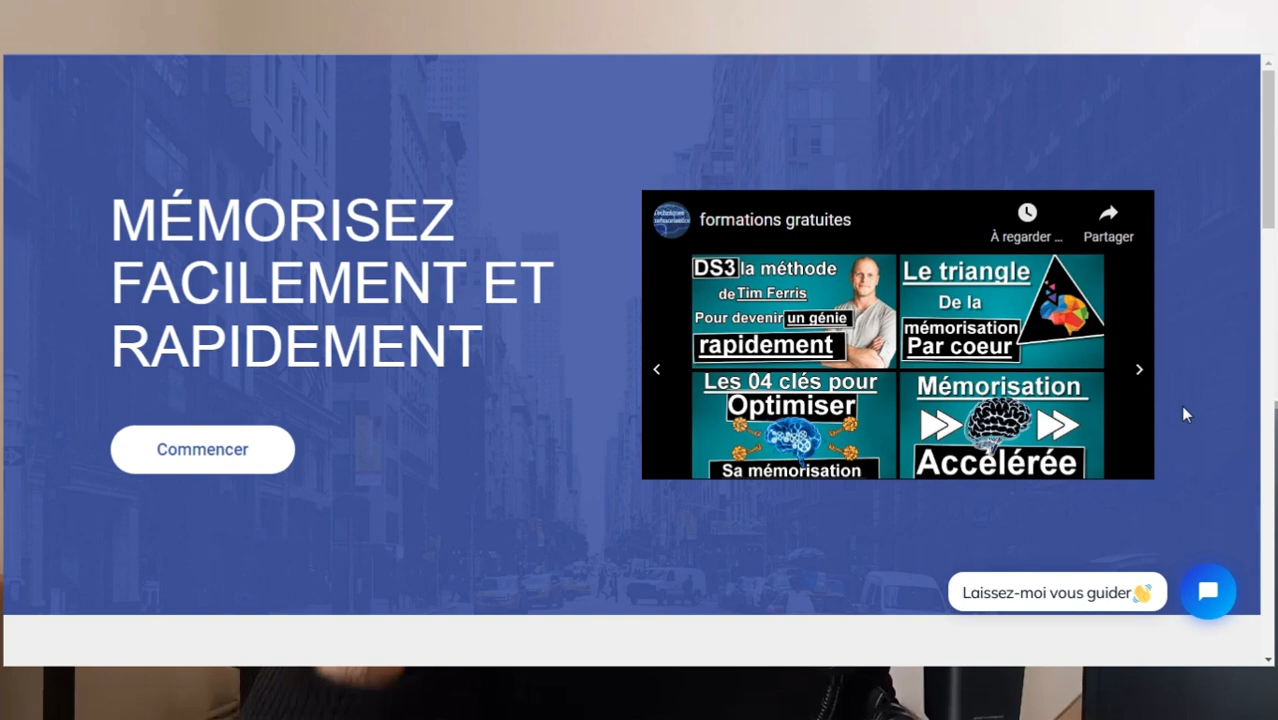 MÉMORISEZ
FACILEMENT ET
RAPIDEMENT
Commencer
formations gratuites
À regarder ...
Partager
DS3 la méthode
de Tim Ferris
Pour devenir un génie
rapidement
Le triangle
De la
mémorisation
Par coeur
Les 04 clés pour
Optimiser
Sa mémorisation
Mémorisation
Accélérée
Laissez-moi vous guider👋